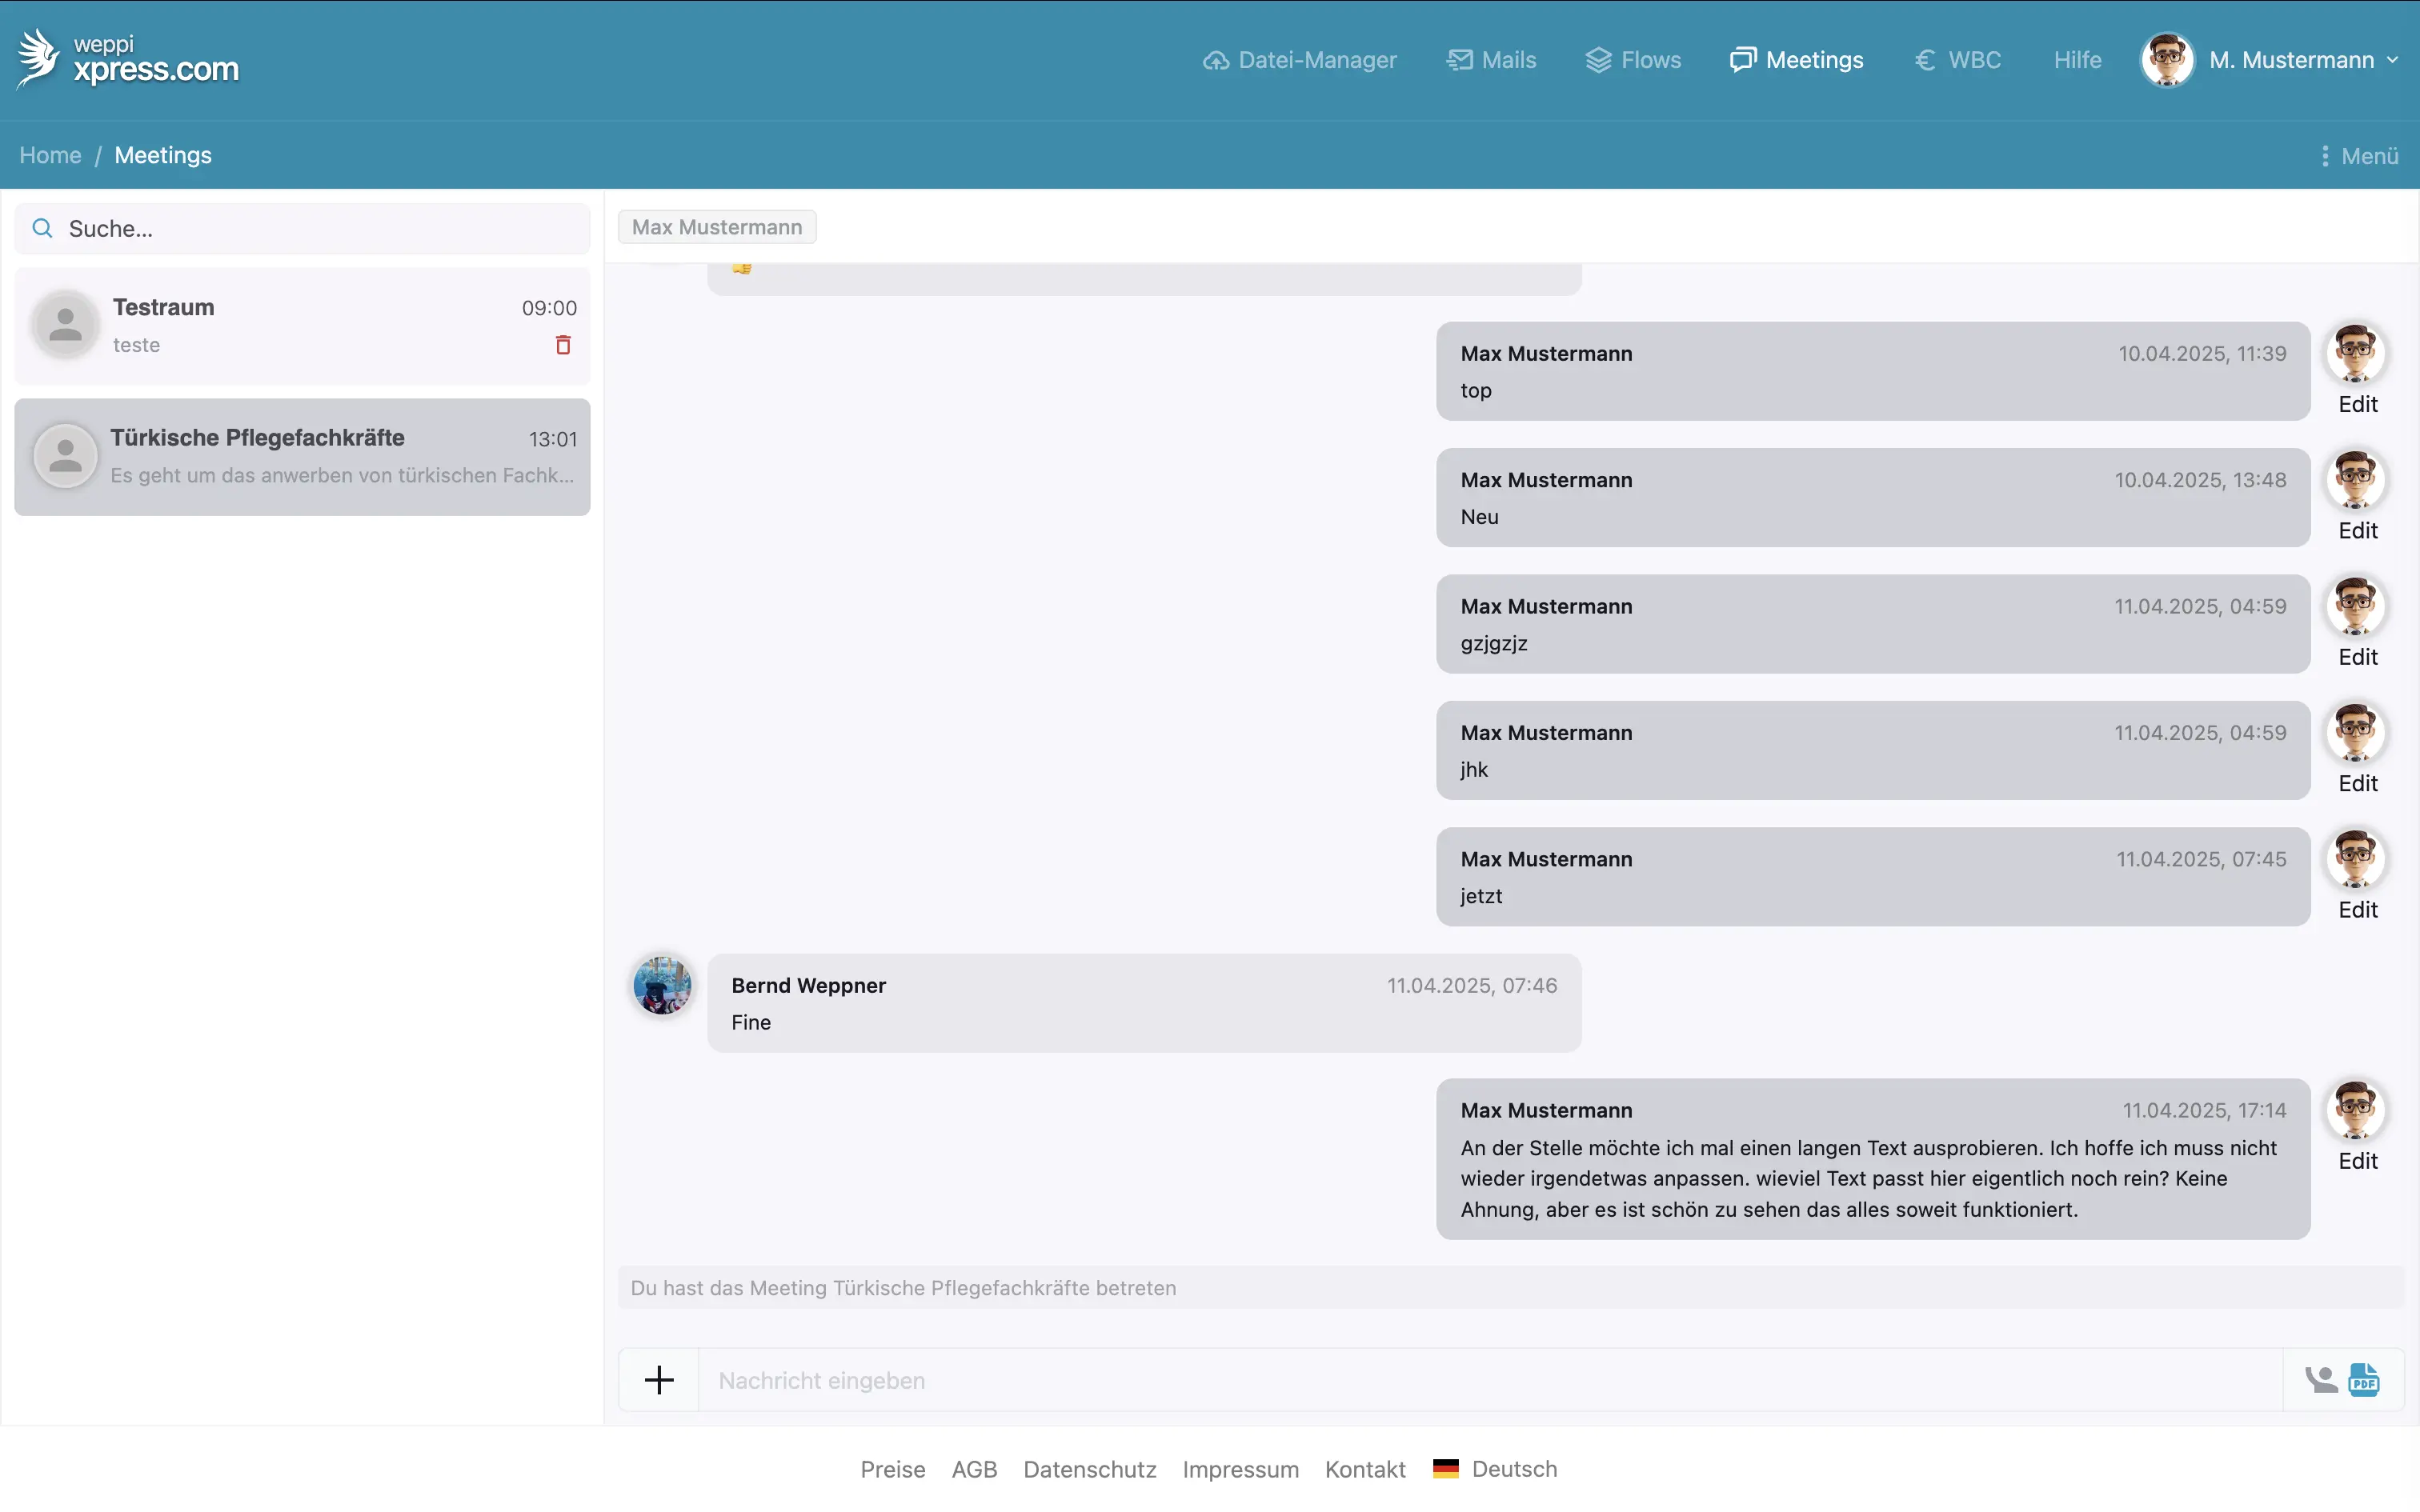 weppi
xpress.com
Datei-Manager
Mails
Flows
Meetings
WBC
Hilfe
M. Mustermann
Home / Meetings
Menü
Suche...
Testraum
09:00
teste
Türkische Pflegefachkräfte
13:01
Es geht um das anwerben von türkischen Fachk...
Max Mustermann
Max Mustermann
10.04.2025, 11:39
top
Edit
Max Mustermann
10.04.2025, 13:48
Neu
Edit
Max Mustermann
11.04.2025, 04:59
gzjgzjz
Edit
Max Mustermann
11.04.2025, 04:59
jhk
Edit
Max Mustermann
11.04.2025, 07:45
jetzt
Edit
Bernd Weppner
11.04.2025, 07:46
Fine
Max Mustermann
11.04.2025, 17:14
An der Stelle möchte ich mal einen langen Text ausprobieren. Ich hoffe ich muss nicht
wieder irgendetwas anpassen. wieviel Text passt hier eigentlich noch rein? Keine
Ahnung, aber es ist schön zu sehen das alles soweit funktioniert.
Edit
Du hast das Meeting Türkische Pflegefachkräfte betreten
Nachricht eingeben
PDF
Preise
AGB
Datenschutz
Impressum
Kontakt
Deutsch